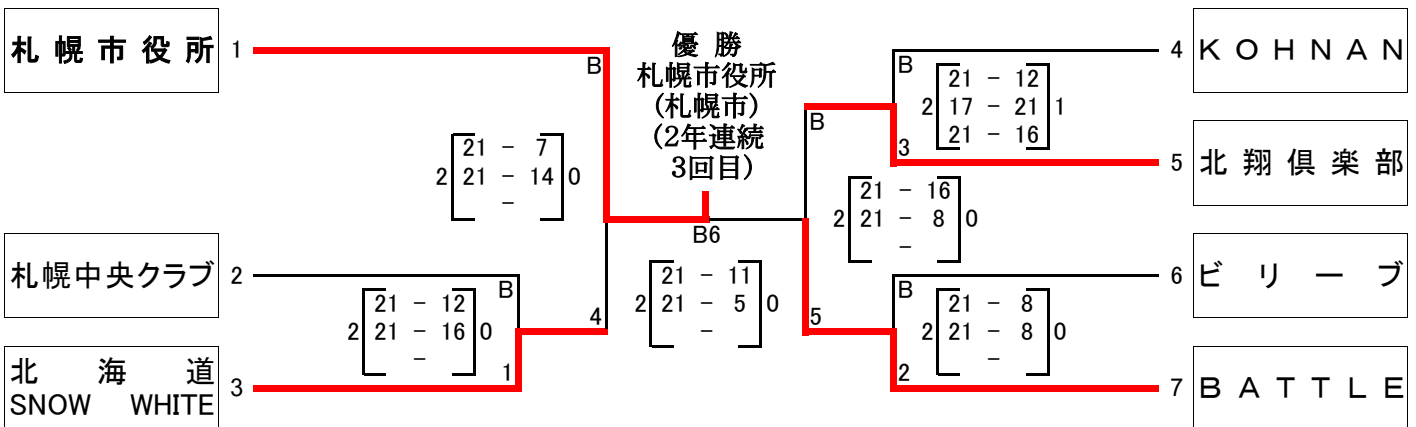 札幌市役所 1
優勝
札幌市役所
(札幌市)
(2年連続
3回目)
B
21 - 7
2 21 - 14 0
-
札幌中央クラブ 2
B
21 - 12
2 21 - 16 0
-
1
4
北海道
SNOW WHITE 3
B6
21 - 11
2 21 - 5 0
-
4 KOHNAN
B
21 - 12
2 17 - 21 1
21 - 16
B
3
5 北翔倶楽部
21 - 16
2 21 - 8 0
-
5
6 ビリーブ
B
21 - 8
2 21 - 8 0
-
2
7 BATTLE